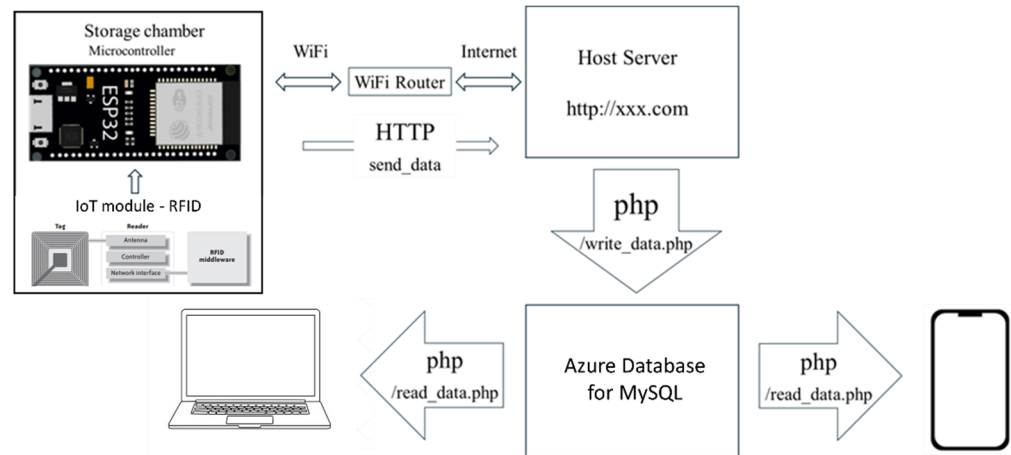 Storage chamber
Microcontroller
ESP32
IoT module - RFID
Tag
Reader
Antenna
Controller
Network interface
RFID
middleware
WiFi
WiFi Router
Internet
HTTP
send_data
Host Server
http://xxx.com
php
/write_data.php
Azure Database
for MySQL
php
/read_data.php
php
/read_data.php